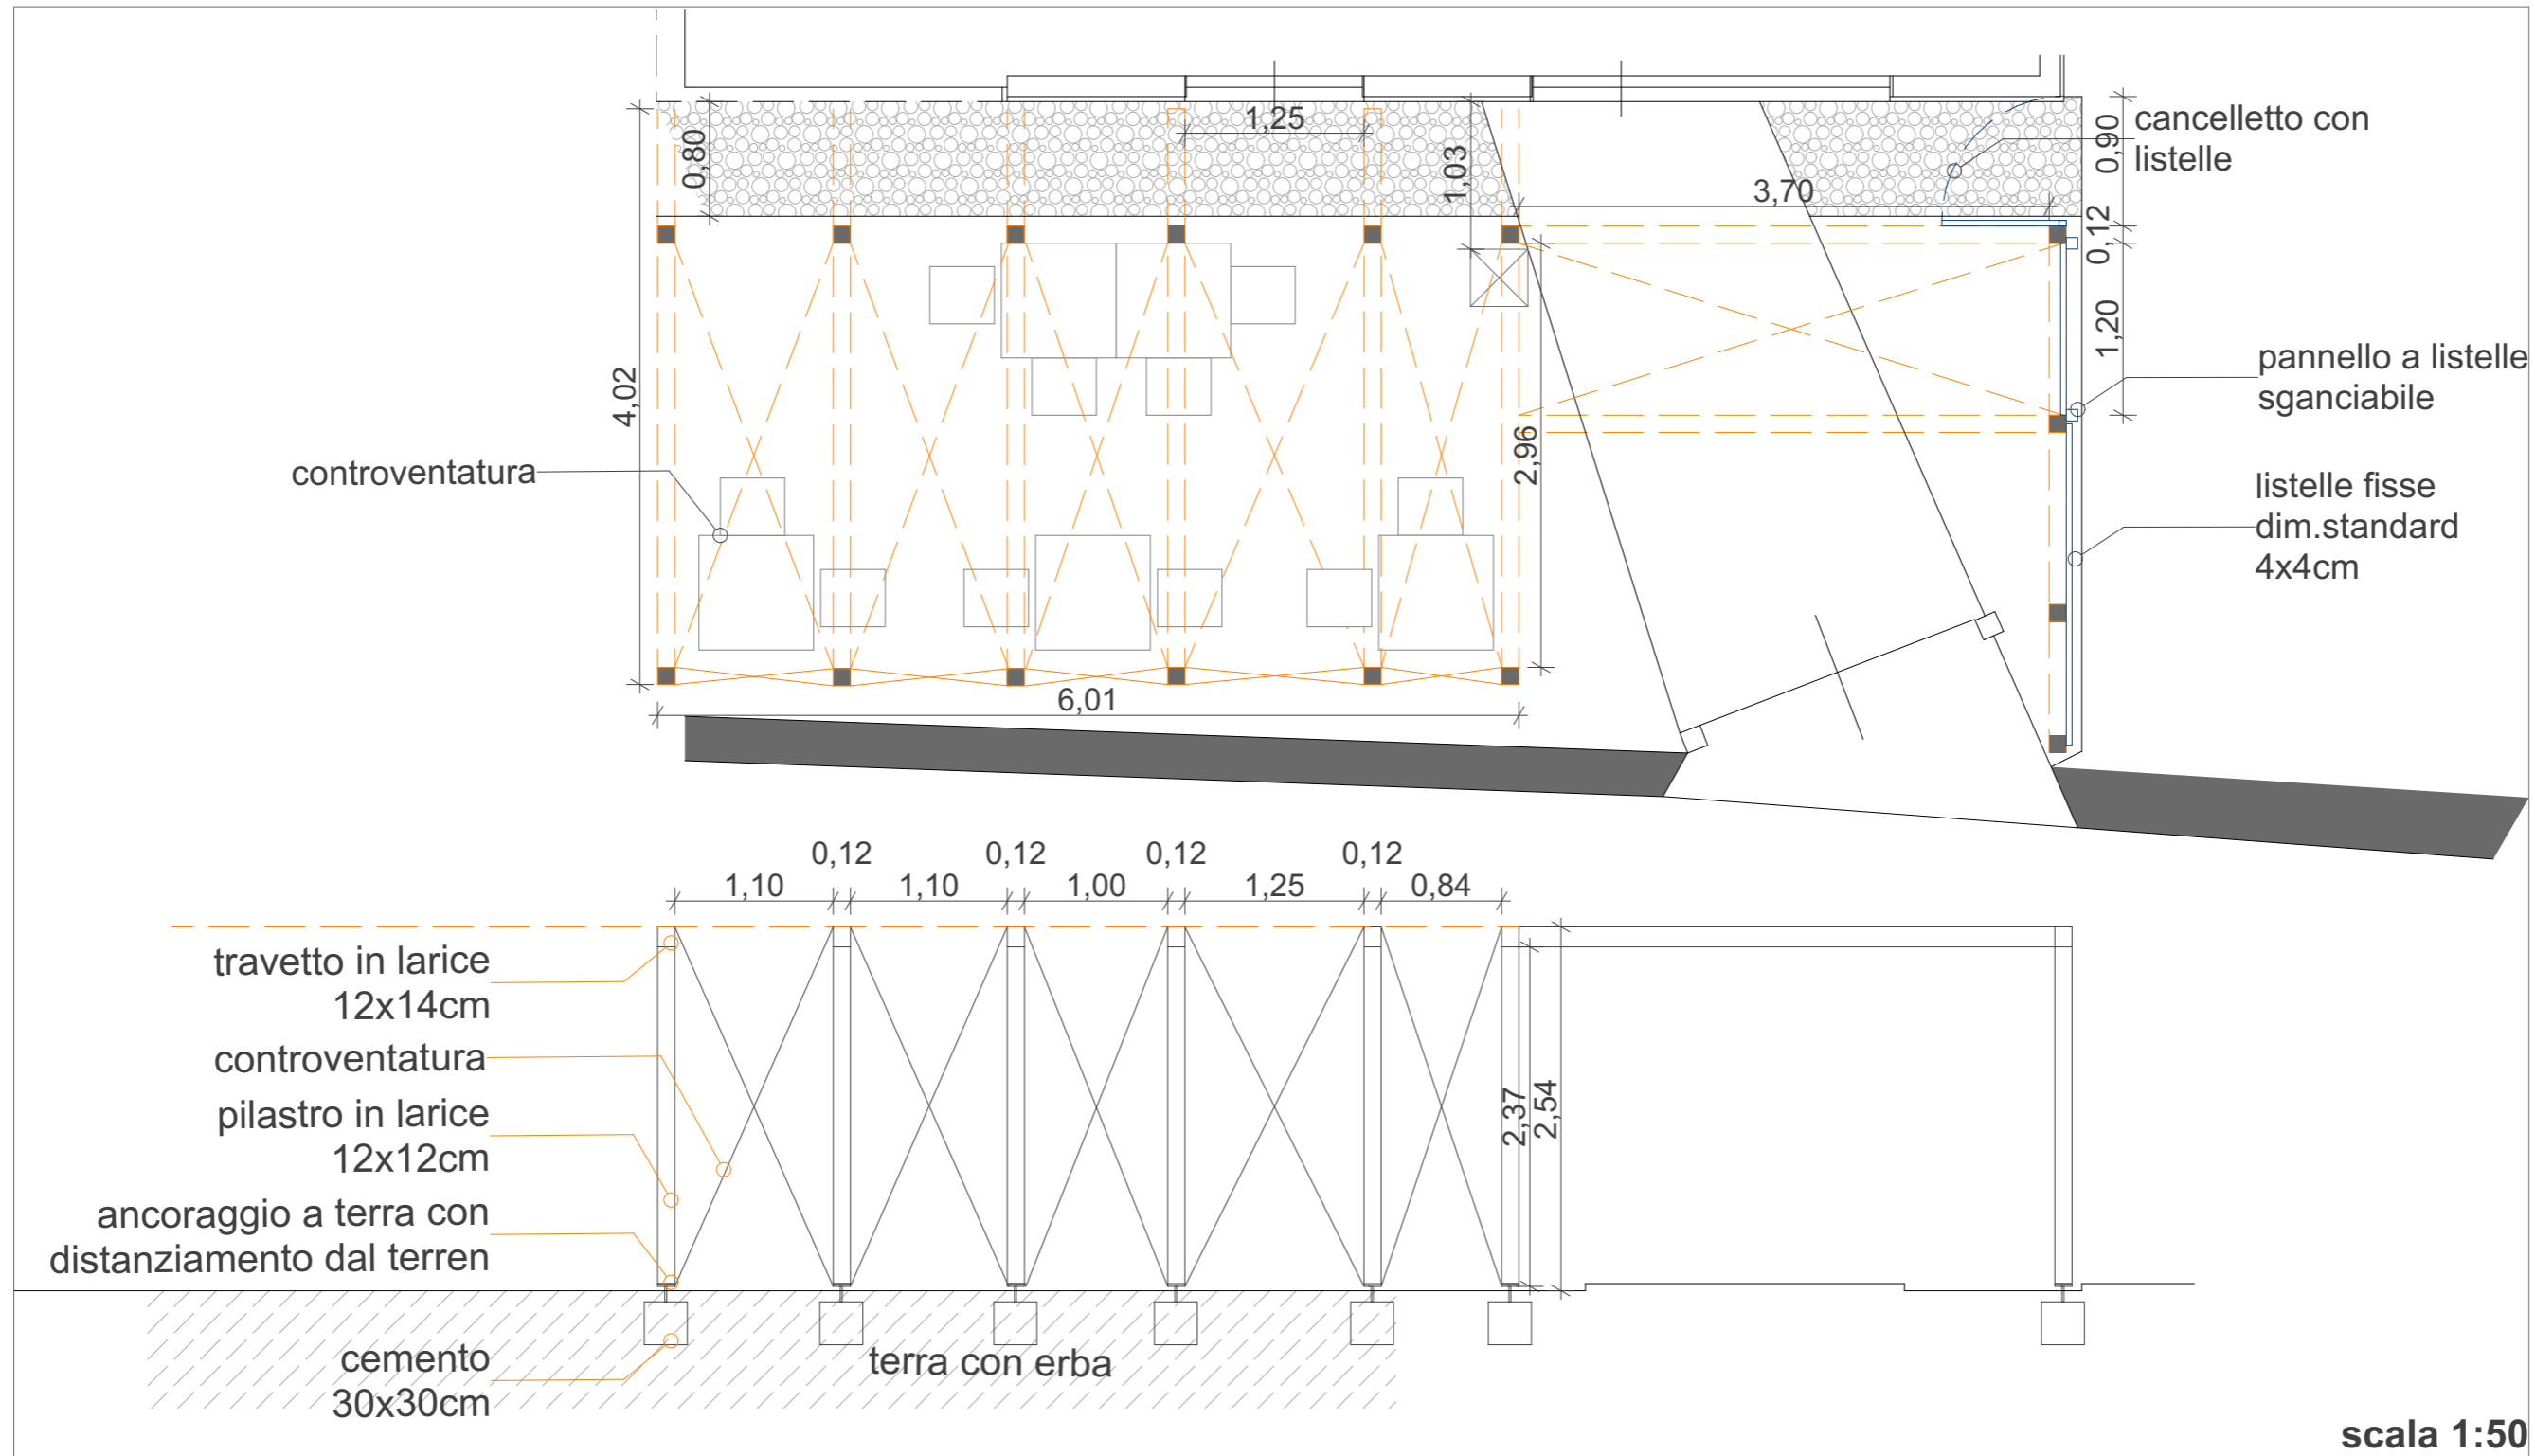 1,25
0,80
1,03
3,70
0,90
0,12
1,20
cancelletto con
listelle
pannello a listelle
sganciabile
listelle fisse
dim.standard
4x4cm
4,02
controventatura
2,96
6,01
0,12
0,12
0,12
0,12
1,10
1,10
1,00
1,25
0,84
travetto in larice
12x14cm
controventatura
pilastro in larice
12x12cm
ancoraggio a terra con
distanziamento dal terren
2,37
2,54
cemento
30x30cm
terra con erba
scala 1:50